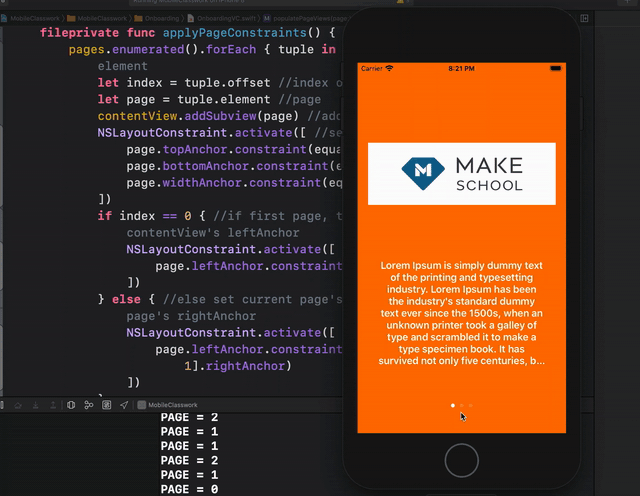 MobileClasswork
MobileClasswork
Onboarding
OnboardingVC.swift
fileprivate func applyPageConstraints() {
pages.enumerated().forEach { tuple in
element
let index = tuple.offset //index o
let page = tuple.element //page
contentView.addSubview(page) //add
NSLayoutConstraint.activate([ //se
page.topAnchor.constraint(equa
page.bottomAnchor.constraint(e
page.widthAnchor.constraint(eq
])
if index == 0 { //if first page, t
contentView's leftAnchor
NSLayoutConstraint.activate([
page.leftAnchor.constraint
])
} else { //else set current page's
page's rightAnchor
NSLayoutConstraint.activate([
page.leftAnchor.constraint
1].rightAnchor)
])
MobileClasswork
PAGE = 2
PAGE = 1
PAGE = 1
PAGE = 2
PAGE = 1
PAGE = 0
Carrier
8:21 PM
M MAKE
SCHOOL
Lorem Ipsum is simply dummy text
of the printing and typesetting
industry. Lorem Ipsum has been
the industry's standard dummy
text ever since the 1500s, when an
unknown printer took a galley of
type and scrambled it to make a
type specimen book. It has
survived not only five centuries, b...